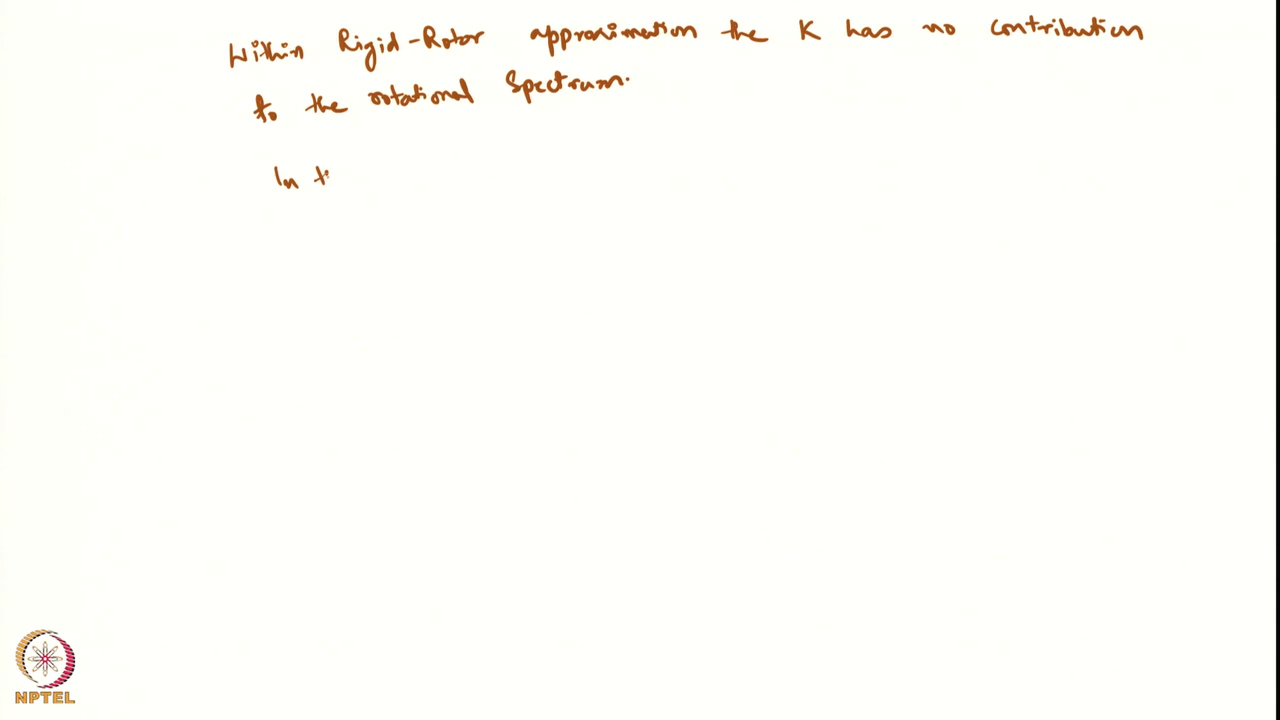 Within Rigid-Rotor approximation the K has no contribution
to the rotational spectrum.
In t
NPTEL